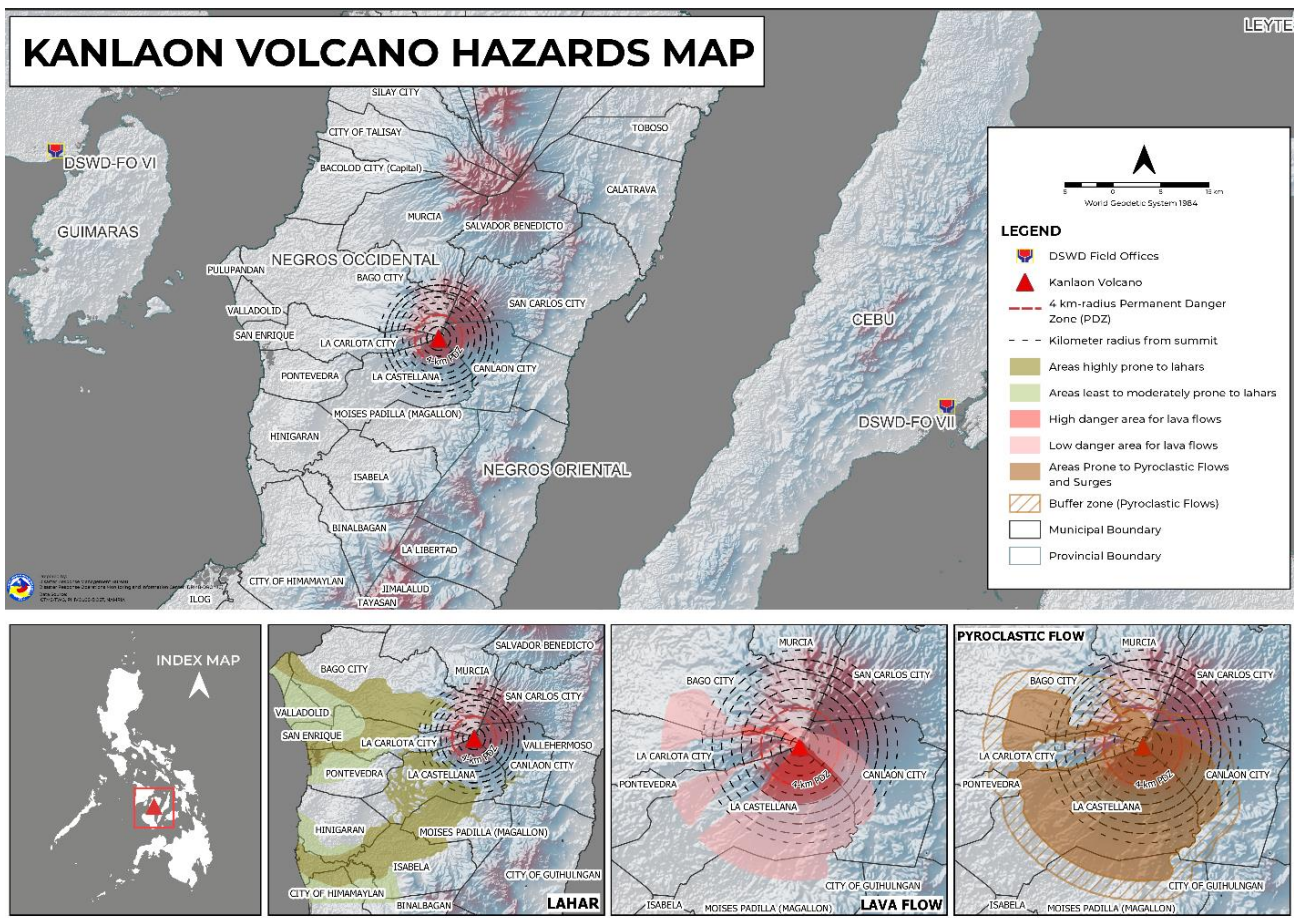 KANLAON VOLCANO HAZARDS MAP
LEYTE
SILAY CITY
CITY OF TALISAY
TOBOSO
DSWD-FO VI
BACOLOD CITY (Capital)
CALATRAVA
MURCIA
SALVADOR BENEDICTO
GUIMARAS
NEGROS OCCIDENTAL
PULUPANDAN
BAGO CITY
SAN CARLOS CITY
VALLADOLID
CEBU
SAN ENRIQUE
LA CARLOTA CITY
4-km PDZ
CANLAON CITY
PONTEVEDRA
LA CASTELLANA
MOISES PADILLA (MAGALLON)
DSWD-FO VII
HINIGARAN
NEGROS ORIENTAL
ISABELA
BINALBAGAN
LA LIBERTAD
CITY OF HIMAMAYLAN
JIMALALUD
ILOG
TAYASAN
5 0 5 15 km
World Geodetic System 1984
LEGEND
DSWD Field Offices
Kanlaon Volcano
4 km-radius Permanent Danger
Zone (PDZ)
Kilometer radius from summit
Areas highly prone to lahars
Areas least to moderately prone to lahars
High danger area for lava flows
Low danger area for lava flows
Areas Prone to Pyroclastic Flows
and Surges
Buffer zone (Pyroclastic Flows)
Municipal Boundary
Provincial Boundary
INDEX MAP
SALVADOR BENEDICTO
BAGO CITY
MURCIA
SAN CARLOS CITY
VALLADOLID
SAN ENRIQUE
LA CARLOTA CITY
VALLEHERMOSO
4-km PDZ
CANLAON CITY
PONTEVEDRA
LA CASTELLANA
HINIGARAN
MOISES PADILLA (MAGALLON)
ISABELA
CITY OF GUIHULNGAN
CITY OF HIMAMAYLAN
BINALBAGAN
LAHAR
MURCIA
BAGO CITY
SAN CARLOS CITY
LA CARLOTA CITY
CANLAON CITY
PONTEVEDRA
4-km PDZ
LA CASTELLANA
CITY OF GUIHULNGAN
ISABELA
MOISES PADILLA (MAGALLON)
LAVA FLOW
PYROCLASTIC FLOW
MURCIA
BAGO CITY
SAN CARLOS CITY
LA CARLOTA CITY
CANLAON CITY
PONTEVEDRA
4-km PDZ
LA CASTELLANA
CITY OF GUIHULNGAN
ISABELA
MOISES PADILLA (MAGALLON)